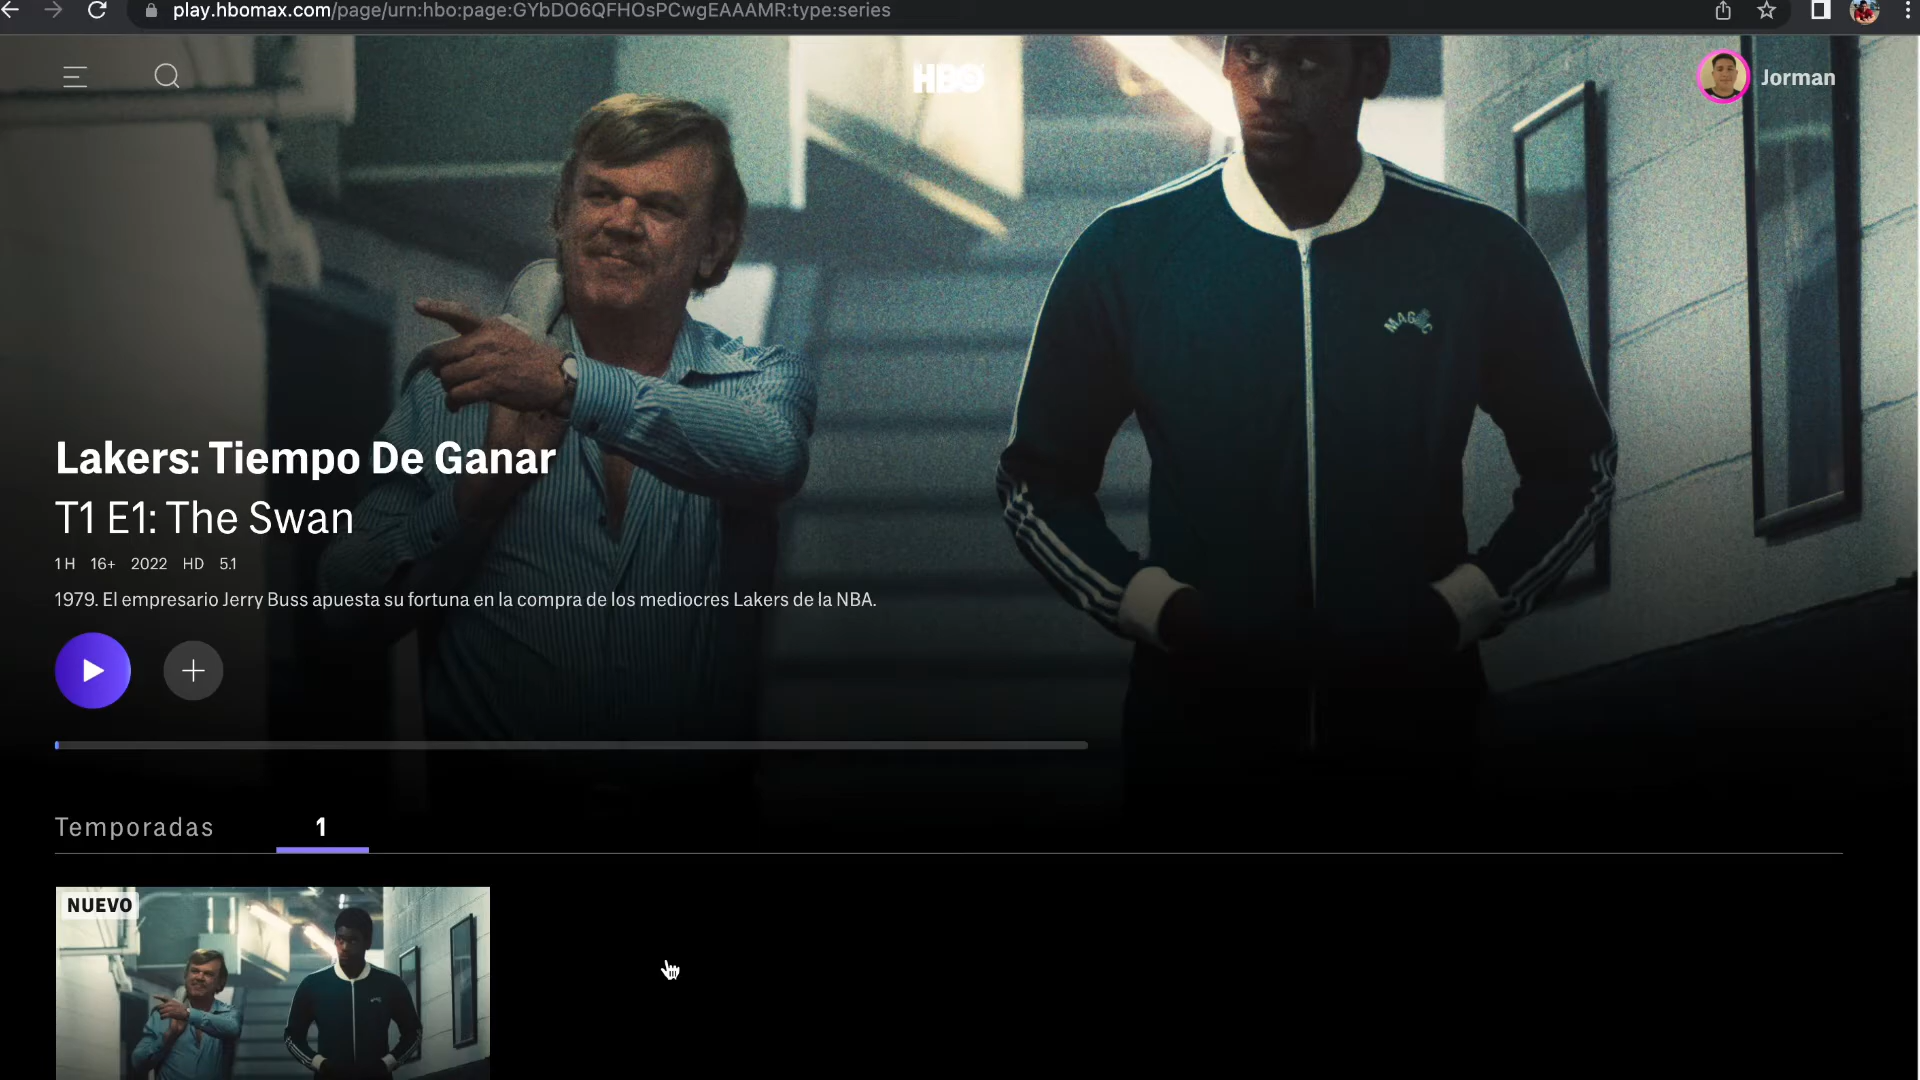 play.hbomax.com/page/urn:hbo:page:GYbDO6QFHOsPCwgEAAAMR:type:series
HBO
Jorman
MAGIC
Lakers: Tiempo De Ganar
T1 E1: The Swan
1 H 16+ 2022 HD 5.1
1979. El empresario Jerry Buss apuesta su fortuna en la compra de los mediocres Lakers de la NBA.
Temporadas 1
NUEVO